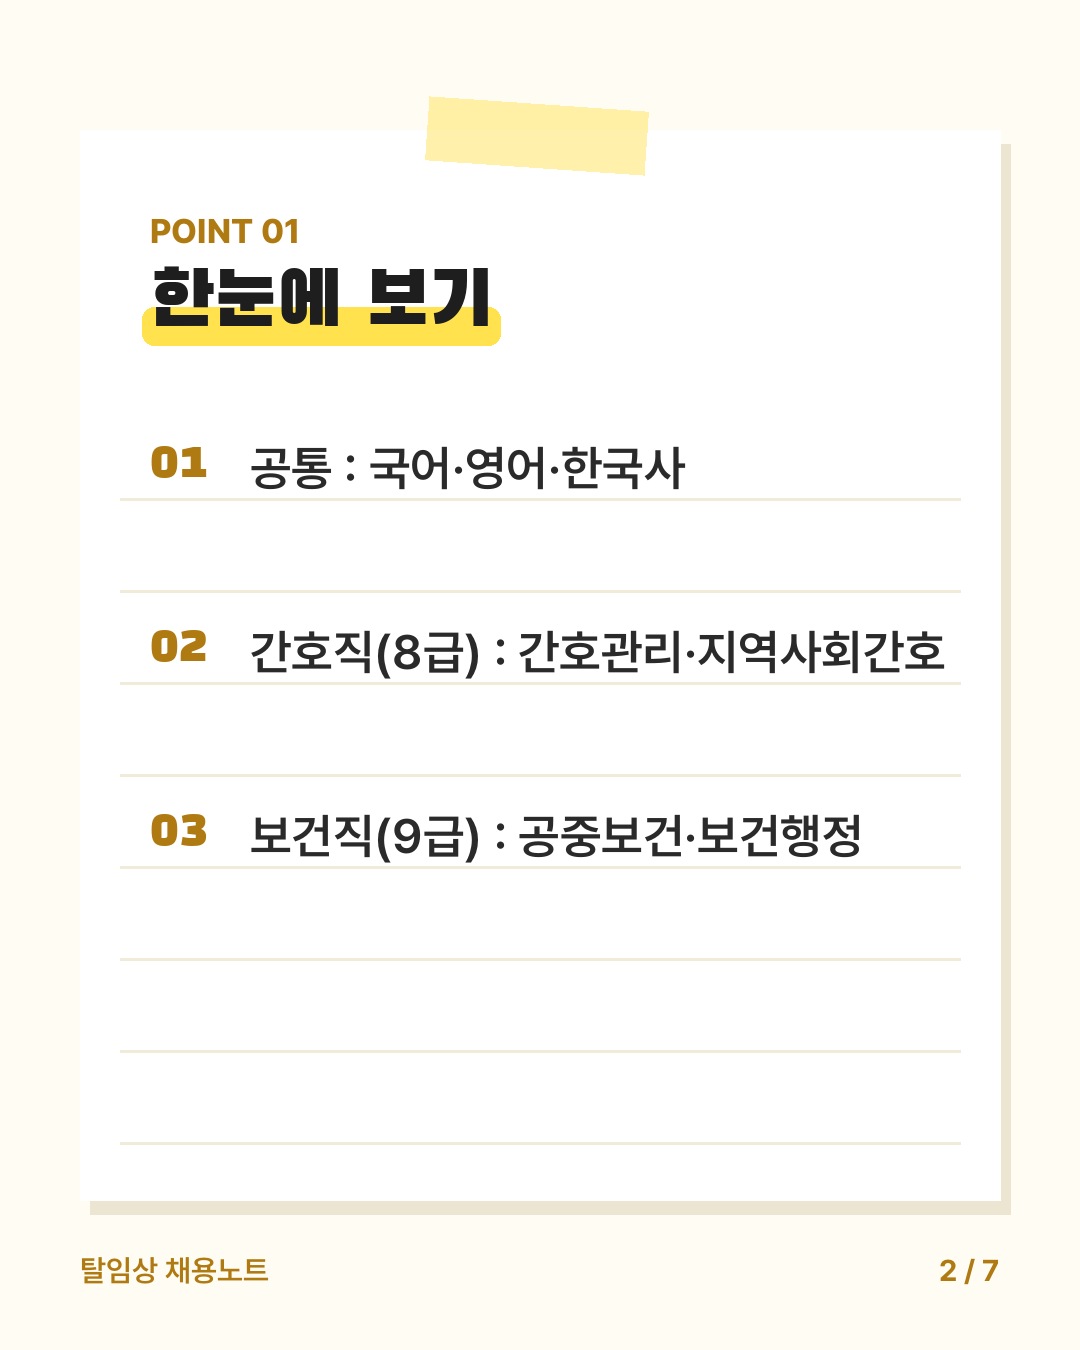 POINT 01
한눈에 보기
01 공통 : 국어·영어·한국사
02 간호직(8급) : 간호관리·지역사회간호
03 보건직(9급) : 공중보건·보건행정
탈임상 채용노트
2 / 7